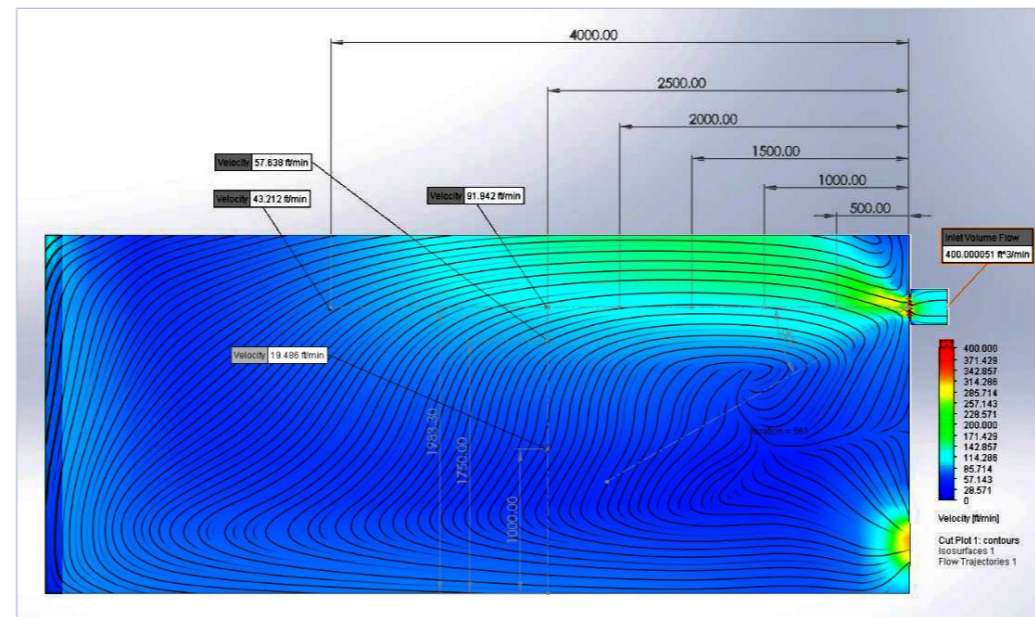 4000.00
2500.00
2000.00
1500.00
1000.00
500.00
Velocity 57.638 ft/min
Velocity 43.212 ft/min
Velocity 91.942 ft/min
Inlet Volume Flow
400.000051 ft^3/min
Velocity 19.486 ft/min
1983.30
1750.00
1000.00
400.000
371.429
342.857
314.286
285.714
257.143
228.571
200.000
171.429
142.857
114.286
85.714
57.143
28.571
0
Velocity [ft/min]
Cut Plot 1: contours
Isosurfaces 1
Flow Trajectories 1